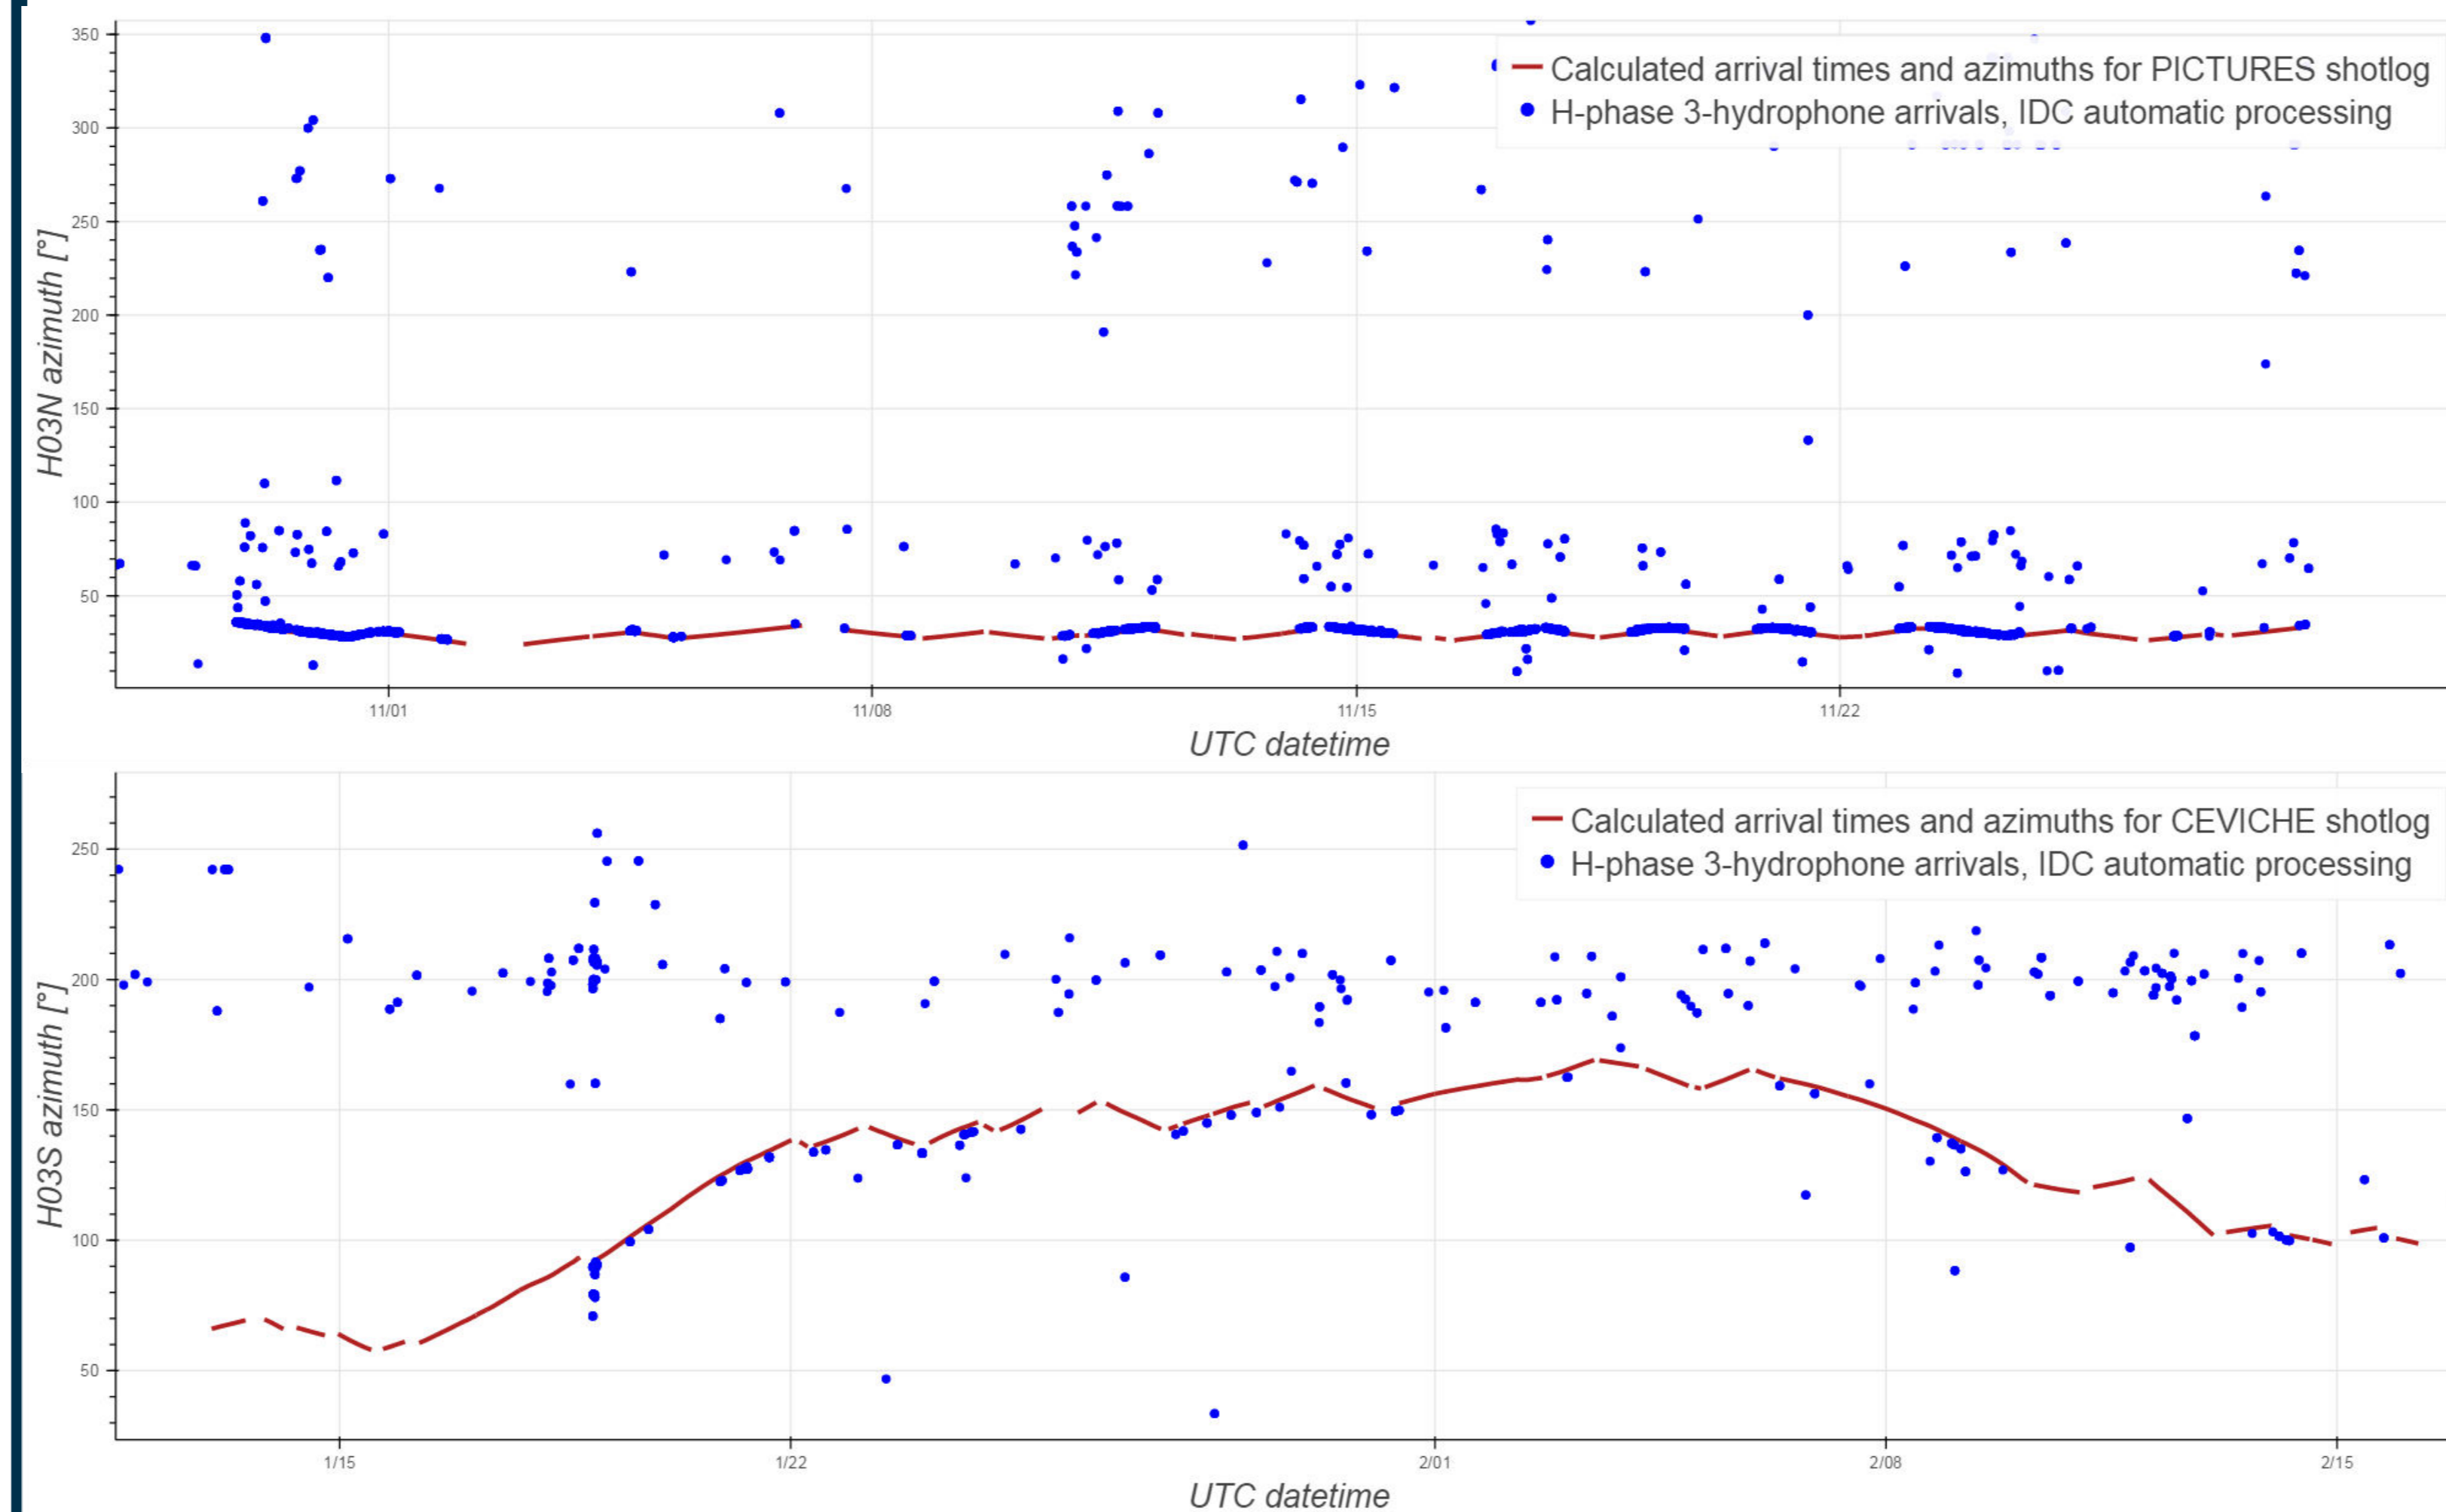 350
300
250
200
150
100
50
H03N azimuth [°]
Calculated arrival times and azimuths for PICTURES shotlog
H-phase 3-hydrophone arrivals, IDC automatic processing
11/01
11/08
11/15
11/22
UTC datetime
250
200
150
100
50
H03S azimuth [°]
Calculated arrival times and azimuths for CEVICHE shotlog
H-phase 3-hydrophone arrivals, IDC automatic processing
1/15
1/22
2/01
2/08
2/15
UTC datetime